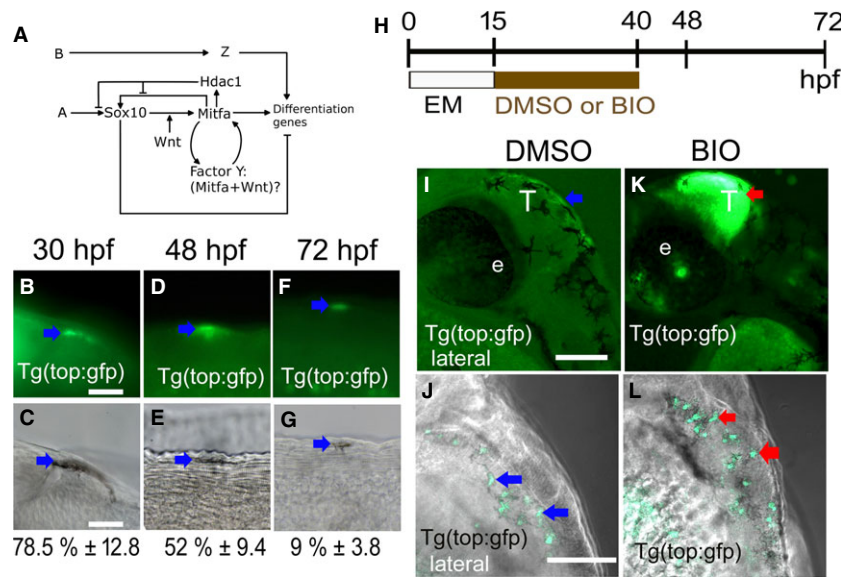 A
B
Z
Hdac1
A
Sox10
Mitfa
Differentiation
genes
Wnt
Factor Y:
(Mitfa+Wnt)?
H
0
15
40
48
72
hpf
EM
DMSO or BIO
30 hpf
48 hpf
72 hpf
B
Tg(top:gfp)
D
Tg(top:gfp)
F
Tg(top:gfp)
C
E
G
78.5 % ± 12.8
52 % ± 9.4
9 % ± 3.8
DMSO
BIO
I
T
e
Tg(top:gfp)
lateral
K
T
e
Tg(top:gfp)
J
Tg(top:gfp)
lateral
L
Tg(top:gfp)